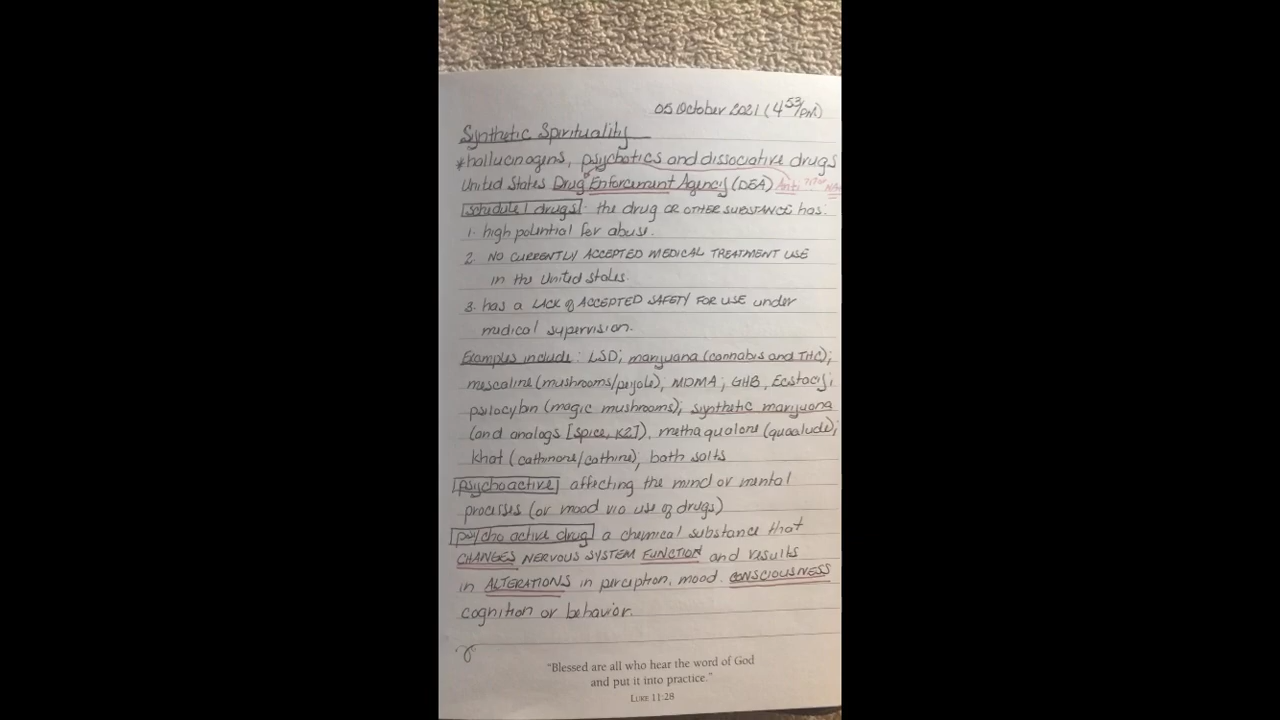 05 October 2021 (4 53/PM)
Synthetic Spirituality
*hallucinogens, psychotics and dissociative drugs
United States Drug Enforcement Agency (DEA) Anti
schedule I drugs: the drug OR OTHER SUBSTANCE has:
1. high potential for abuse.
2. NO CURRENTLY ACCEPTED MEDICAL TREATMENT USE
in the United States.
3. has a LACK of ACCEPTED SAFETY FOR USE under
medical supervision.
Examples include: LSD; marijuana (cannabis and THC);
mescaline (mushrooms/peyote); MDMA; GHB, Ecstacy;
psilocybin (magic mushrooms); synthetic marijuana
(and analogs [Spice, K2]), methaqualone (quaalude);
Khat (cathinone/cathine); bath salts
psychoactive affecting the mind or mental
processes (or mood via use of drugs)
psycho active drug a chemical substance that
CHANGES NERVOUS SYSTEM FUNCTION and results
in ALTERATIONS in perception, mood. CONSCIOUSNESS
cognition or behavior.
"Blessed are all who hear the word of God
and put it into practice."
LUKE 11:28